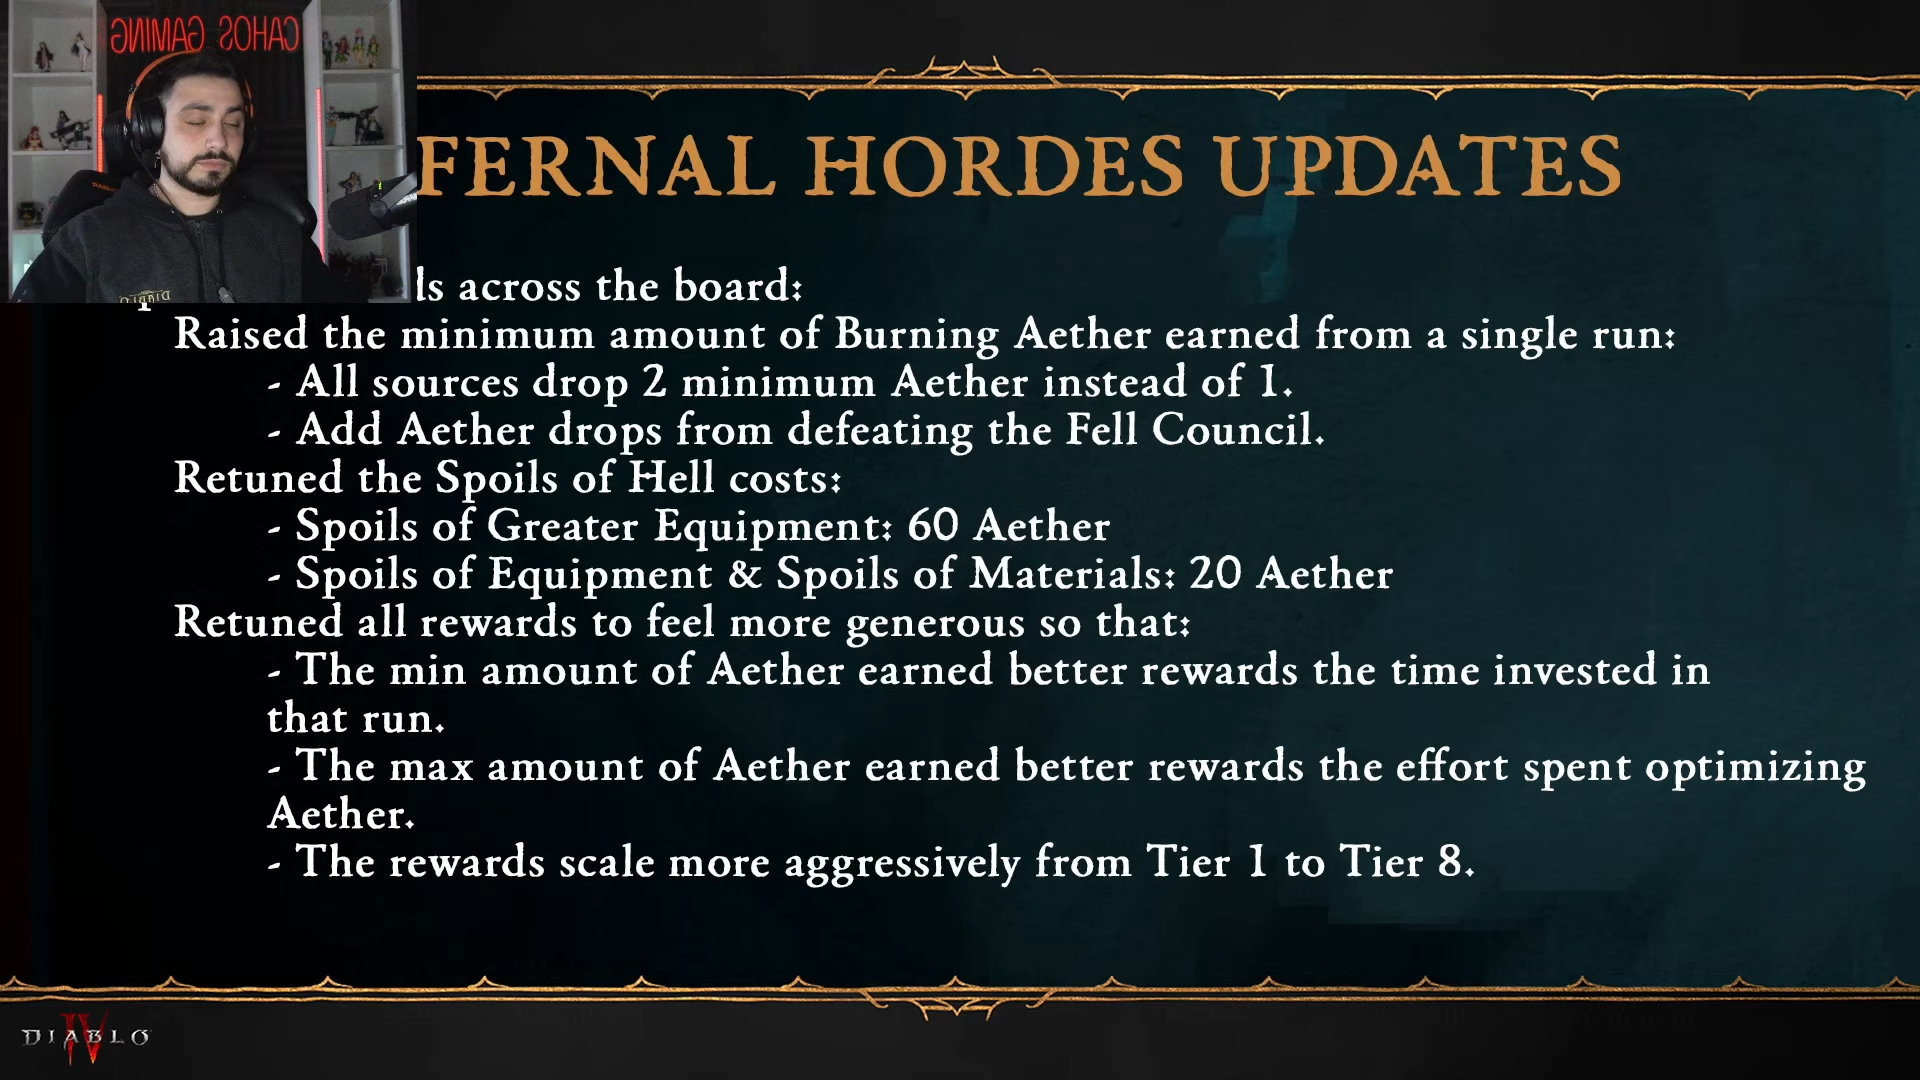 CAHOS GAMING
FERNAL HORDES UPDATES
ls across the board:
Raised the minimum amount of Burning Aether earned from a single run:
- All sources drop 2 minimum Aether instead of 1.
- Add Aether drops from defeating the Fell Council.
Retuned the Spoils of Hell costs:
- Spoils of Greater Equipment: 60 Aether
- Spoils of Equipment & Spoils of Materials: 20 Aether
Retuned all rewards to feel more generous so that:
- The min amount of Aether earned better rewards the time invested in
that run.
- The max amount of Aether earned better rewards the effort spent optimizing
Aether.
- The rewards scale more aggressively from Tier 1 to Tier 8.
DIABLO
IV